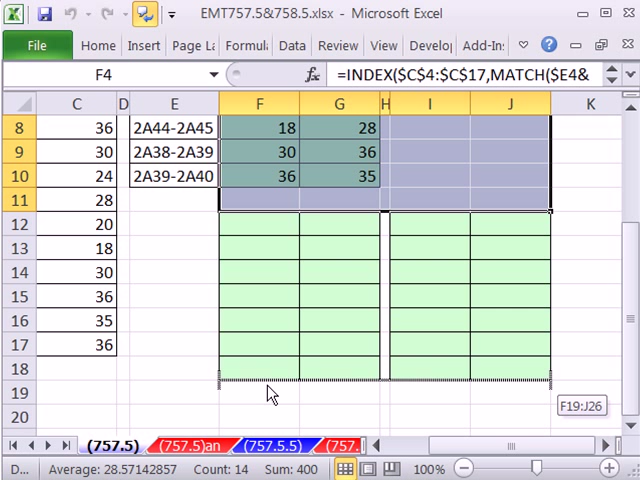 EMT757.5&758.5.xlsx - Microsoft Excel
File Home Insert Page La Formula Data Review Develo Add-In:
F4 fx =INDEX($C$4:$C$17,MATCH($E4&
C D E F G H I J K
8 36 2A44-2A45 18 28
9 30 2A38-2A39 30 36
10 24 2A39-2A40 36 35
11 28
12 20
13 18
14 30
15 36
16 35
17 36
18
19 F19:J26
20
(757.5) (757.5)an (757.5.5) (757.
D... Average: 28.57142857 Count: 14 Sum: 400 100%